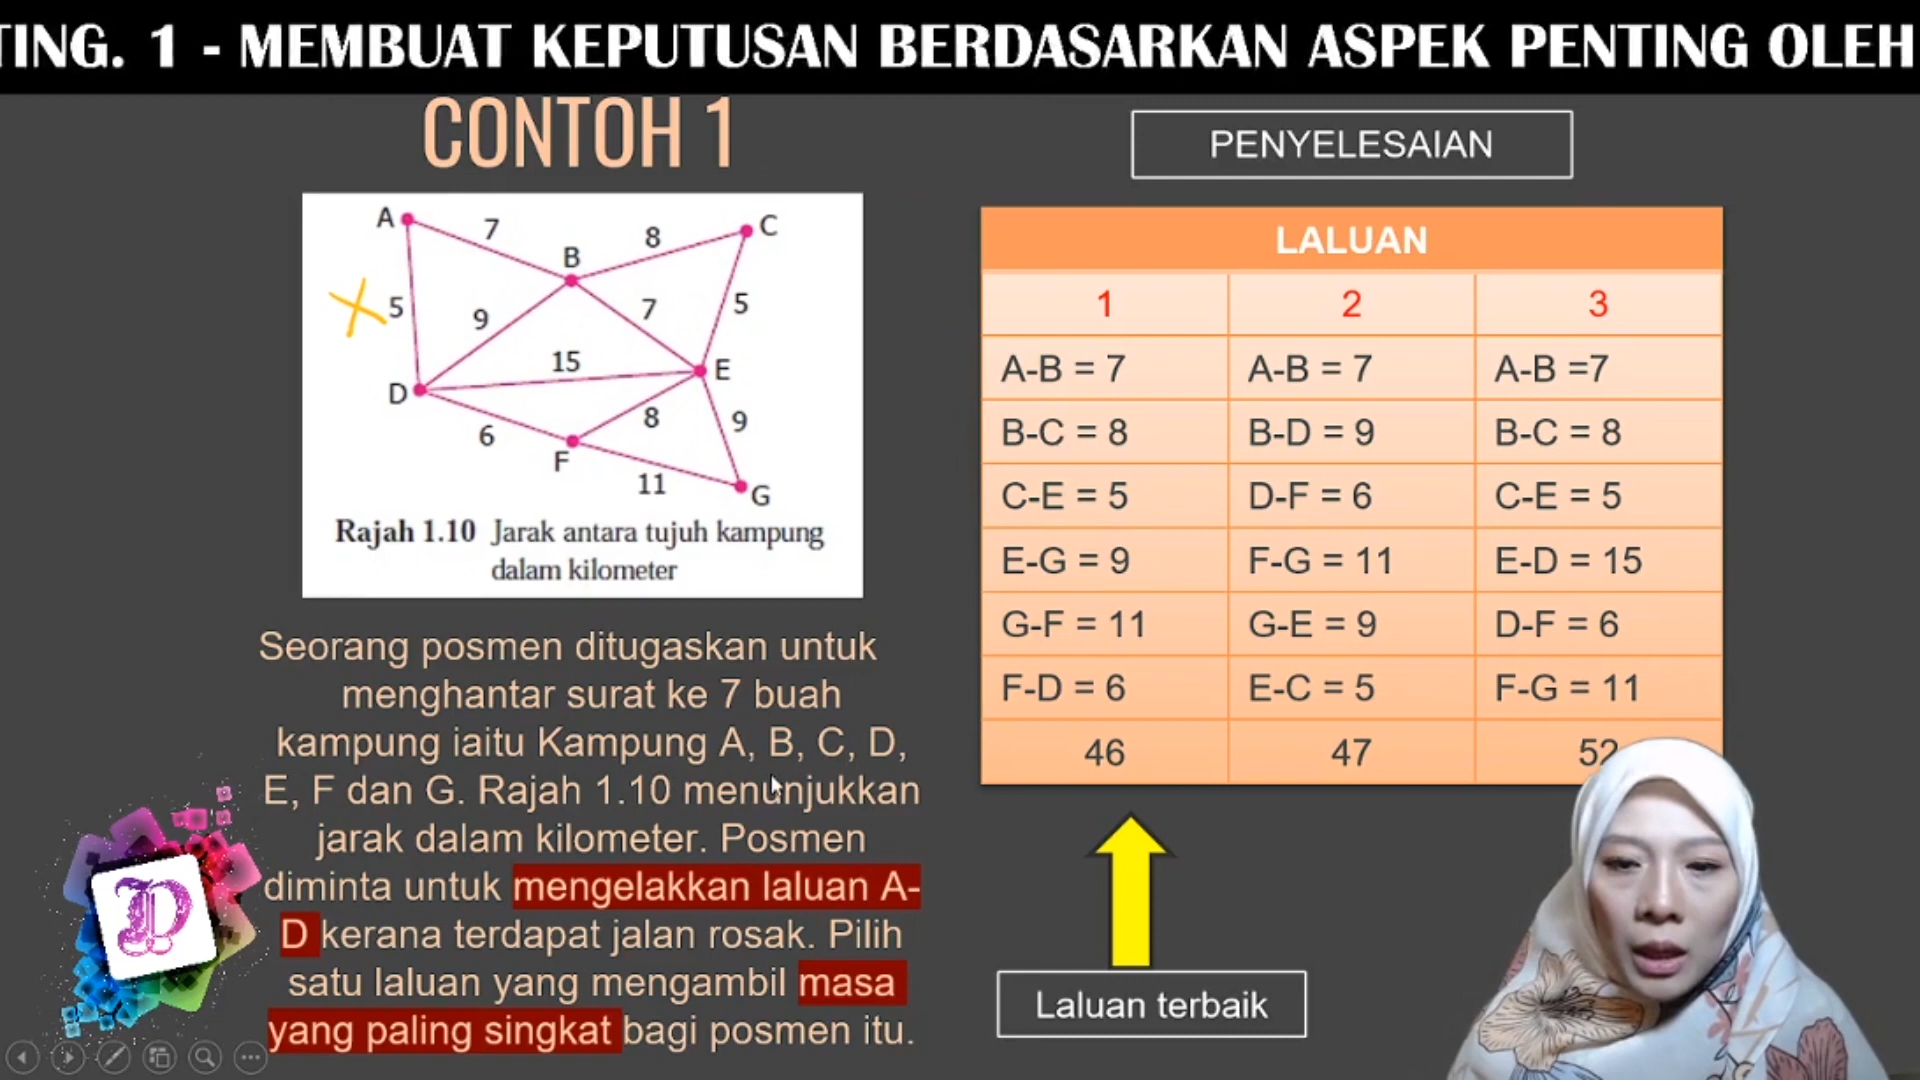 TING. 1 - MEMBUAT KEPUTUSAN BERDASARKAN ASPEK PENTING OLEH
CONTOH 1
A
7
B
8
C
5
9
7
5
15
E
D
8
9
6
F
11
G
Rajah 1.10 Jarak antara tujuh kampung
dalam kilometer
Seorang posmen ditugaskan untuk
menghantar surat ke 7 buah
kampung iaitu Kampung A, B, C, D,
E, F dan G. Rajah 1.10 menunjukkan
jarak dalam kilometer. Posmen
diminta untuk mengelakkan laluan A-
D kerana terdapat jalan rosak. Pilih
satu laluan yang mengambil masa
yang paling singkat bagi posmen itu.
PENYELESAIAN
LALUAN
1 2 3
A-B = 7 A-B = 7 A-B =7
B-C = 8 B-D = 9 B-C = 8
C-E = 5 D-F = 6 C-E = 5
E-G = 9 F-G = 11 E-D = 15
G-F = 11 G-E = 9 D-F = 6
F-D = 6 E-C = 5 F-G = 11
46 47 52
Laluan terbaik